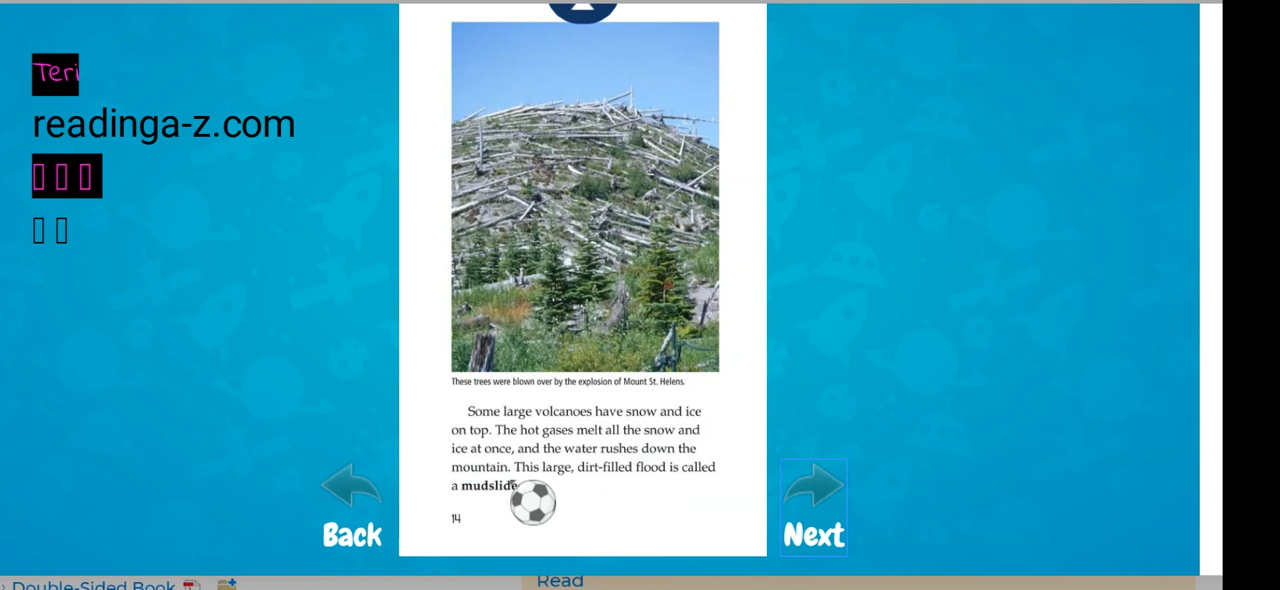 Teri
readinga-z.com
These trees were blown over by the explosion of Mount St. Helens.
Some large volcanoes have snow and ice
on top. The hot gases melt all the snow and
ice at once, and the water rushes down the
mountain. This large, dirt-filled flood is called
a mudslide
14
Back
Next
Double-Sided Book
Read